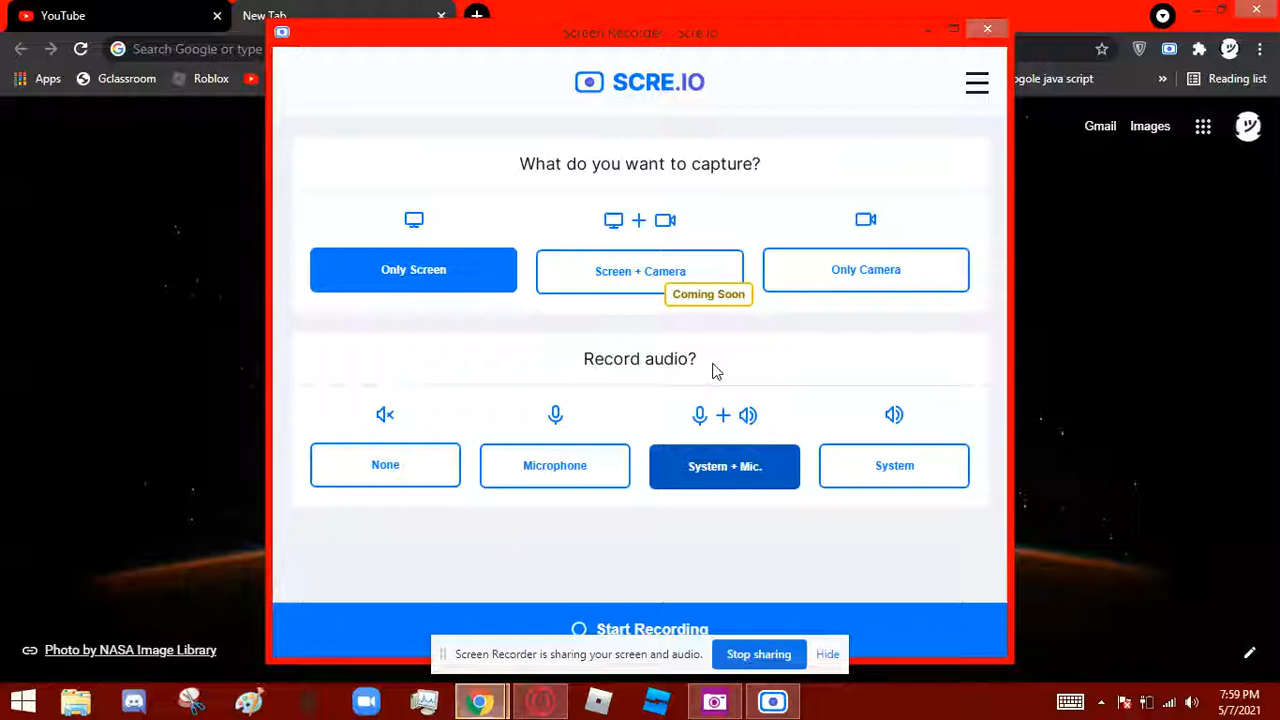 YouTube
New Tab
Screen Recorder - Scre.io
Search Google or type
Apps
Gclassroom
Roblox
ogole java script
»
Reading list
SCRE.IO
Gmail
Images
What do you want to capture?
Only Screen
Screen + Camera
Only Camera
Coming Soon
Record audio?
None
Microphone
System + Mic.
System
Start Recording
Screen Recorder is sharing your screen and audio.
Stop sharing
Hide
Photo by NASA Image Library
7:59 PM
5/7/2021